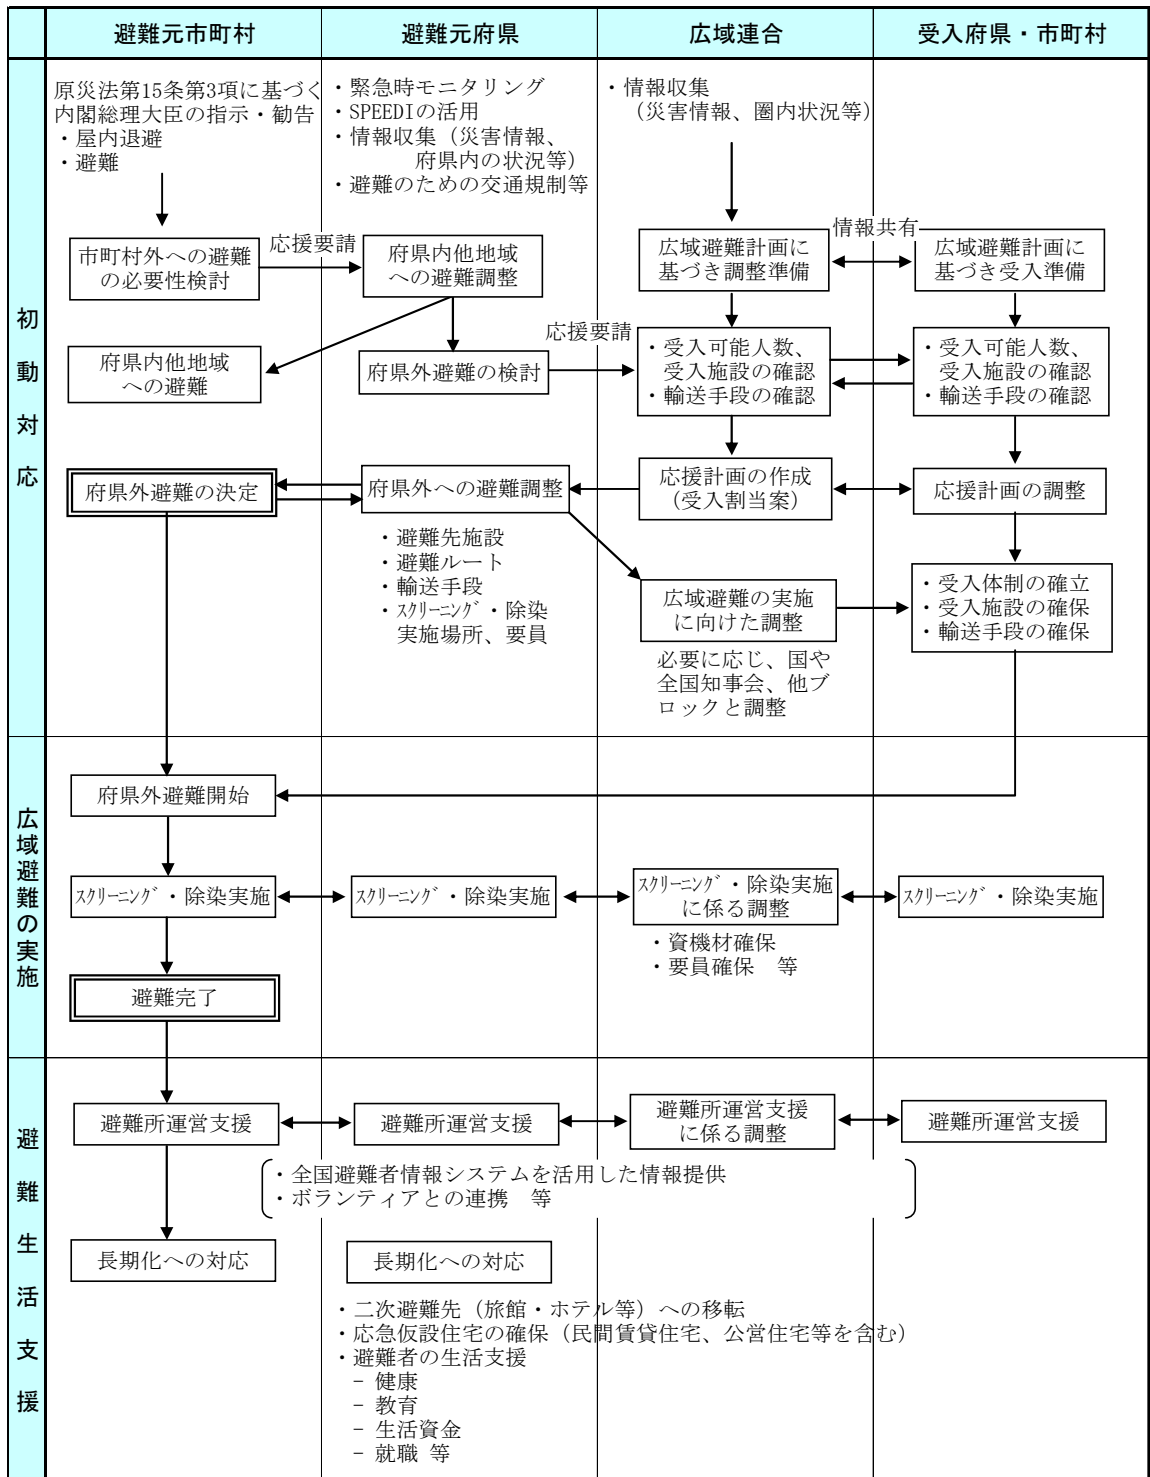 避難元市町村
避難元府県
広域連合
受入府県・市町村
初動対応
原災法第15条第3項に基づく
内閣総理大臣の指示・勧告
・屋内退避
・避難
・緊急時モニタリング
・SPEEDIの活用
・情報収集（災害情報、
府県内の状況等）
・避難のための交通規制等
・情報収集
（災害情報、圏内状況等）
市町村外への避難
の必要性検討
応援要請
府県内他地域
への避難調整
広域避難計画に
基づき調整準備
情報共有
広域避難計画に
基づき受入準備
府県内他地域
への避難
府県外避難の検討
応援要請
・受入可能人数、
受入施設の確認
・輸送手段の確認
・受入可能人数、
受入施設の確認
・輸送手段の確認
府県外避難の決定
府県外への避難調整
応援計画の作成
（受入割当案）
応援計画の調整
・避難先施設
・避難ルート
・輸送手段
・ｽｸﾘｰﾆﾝｸﾞ・除染
実施場所、要員
広域避難の実施
に向けた調整
・受入体制の確立
・受入施設の確保
・輸送手段の確保
必要に応じ、国や
全国知事会、他ブ
ロックと調整
広域避難の実施
府県外避難開始
ｽｸﾘｰﾆﾝｸﾞ・除染実施
ｽｸﾘｰﾆﾝｸﾞ・除染実施
ｽｸﾘｰﾆﾝｸﾞ・除染実施
に係る調整
ｽｸﾘｰﾆﾝｸﾞ・除染実施
・資機材確保
・要員確保　等
避難完了
避難生活支援
避難所運営支援
避難所運営支援
避難所運営支援
に係る調整
避難所運営支援
・全国避難者情報システムを活用した情報提供
・ボランティアとの連携　等
長期化への対応
長期化への対応
・二次避難先（旅館・ホテル等）への移転
・応急仮設住宅の確保（民間賃貸住宅、公営住宅等を含む）
・避難者の生活支援
－ 健康
－ 教育
－ 生活資金
－ 就職 等